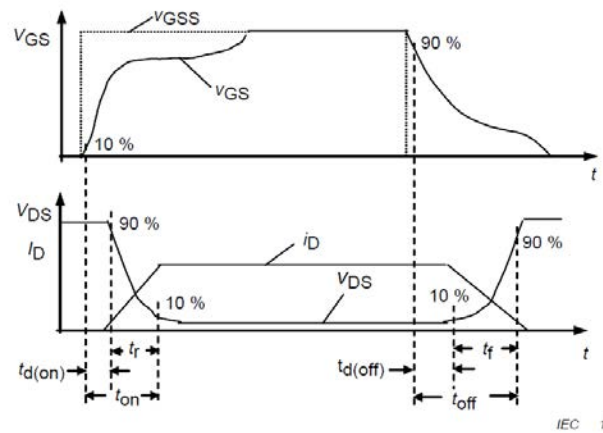 VGSS
VGS
90 %
VGS
10 %
t
VDS
90 %
ID
iD
90 %
VDS
10 %
10 %
tr
tf
t
td(on)
td(off)
ton
toff
IEC